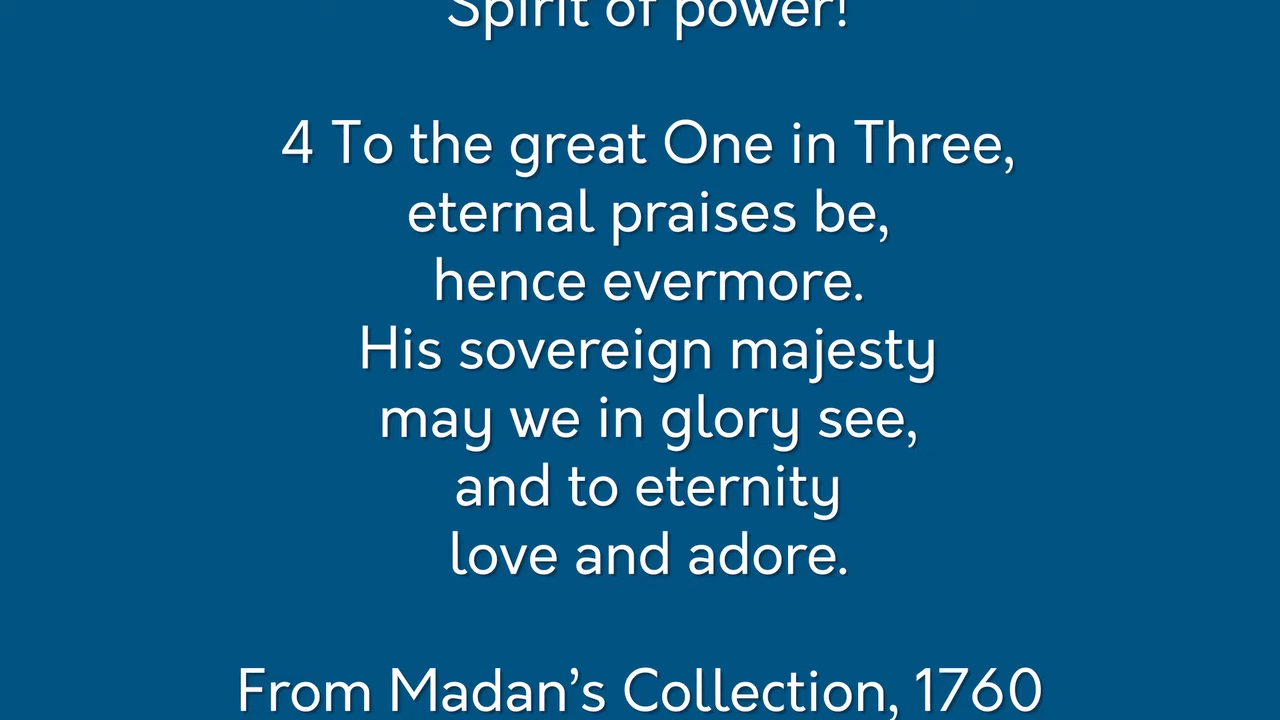 Spirit of power!
4 To the great One in Three,
eternal praises be,
hence evermore.
His sovereign majesty
may we in glory see,
and to eternity
love and adore.
From Madan’s Collection, 1760